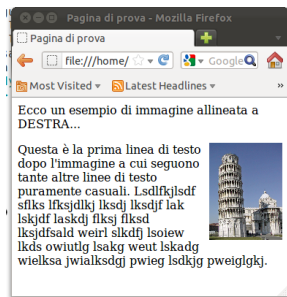 Pagina di prova - Mozilla Firefox
Pagina di prova
file:///home/ Google
Most Visited Latest Headlines »
Ecco un esempio di immagine allineata a
DESTRA...
Questa è la prima linea di testo
dopo l'immagine a cui seguono
tante altre linee di testo
puramente casuali. Lsdlfkjlsdf
sflks lfksjdlkj lksdj lksdjf lak
lskjdf laskdj flksj flksd
lksjdfsald weirl slkdfj lsoiew
lkds owiutlg lsakg weut lskadg
wielksa jwialksdgj pwieg lsdkjg pweiglgkj.